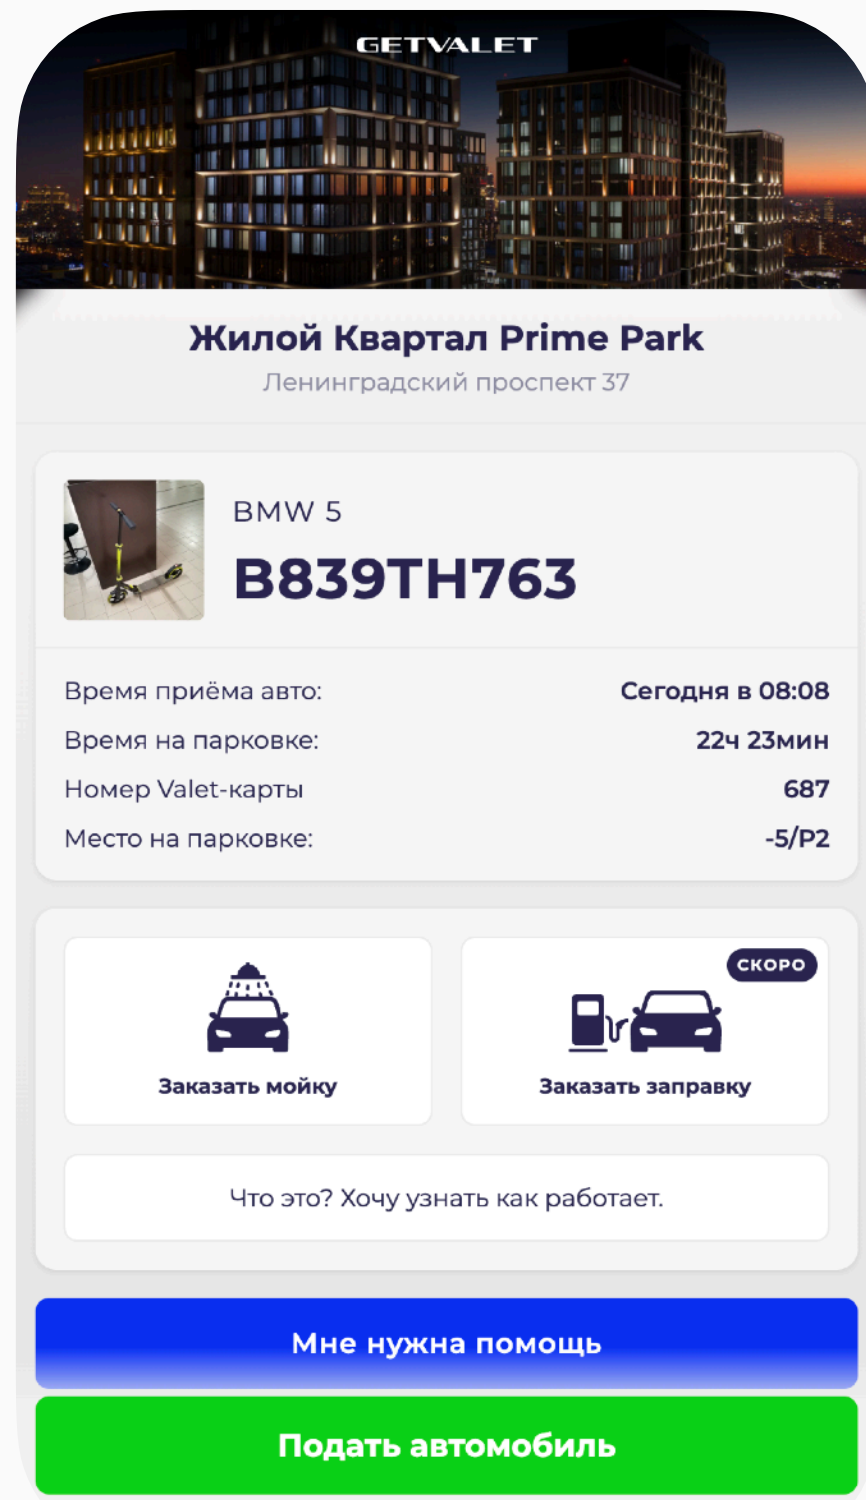 GETVALET
Жилой Квартал Prime Park
Ленинградский проспект 37
BMW 5
В839ТН763
Время приёма авто: Сегодня в 08:08
Время на парковке: 22ч 23мин
Номер Valet-карты 687
Место на парковке: -5/P2
СКОРО
Заказать мойку Заказать заправку
Что это? Хочу узнать как работает.
Мне нужна помощь
Подать автомобиль